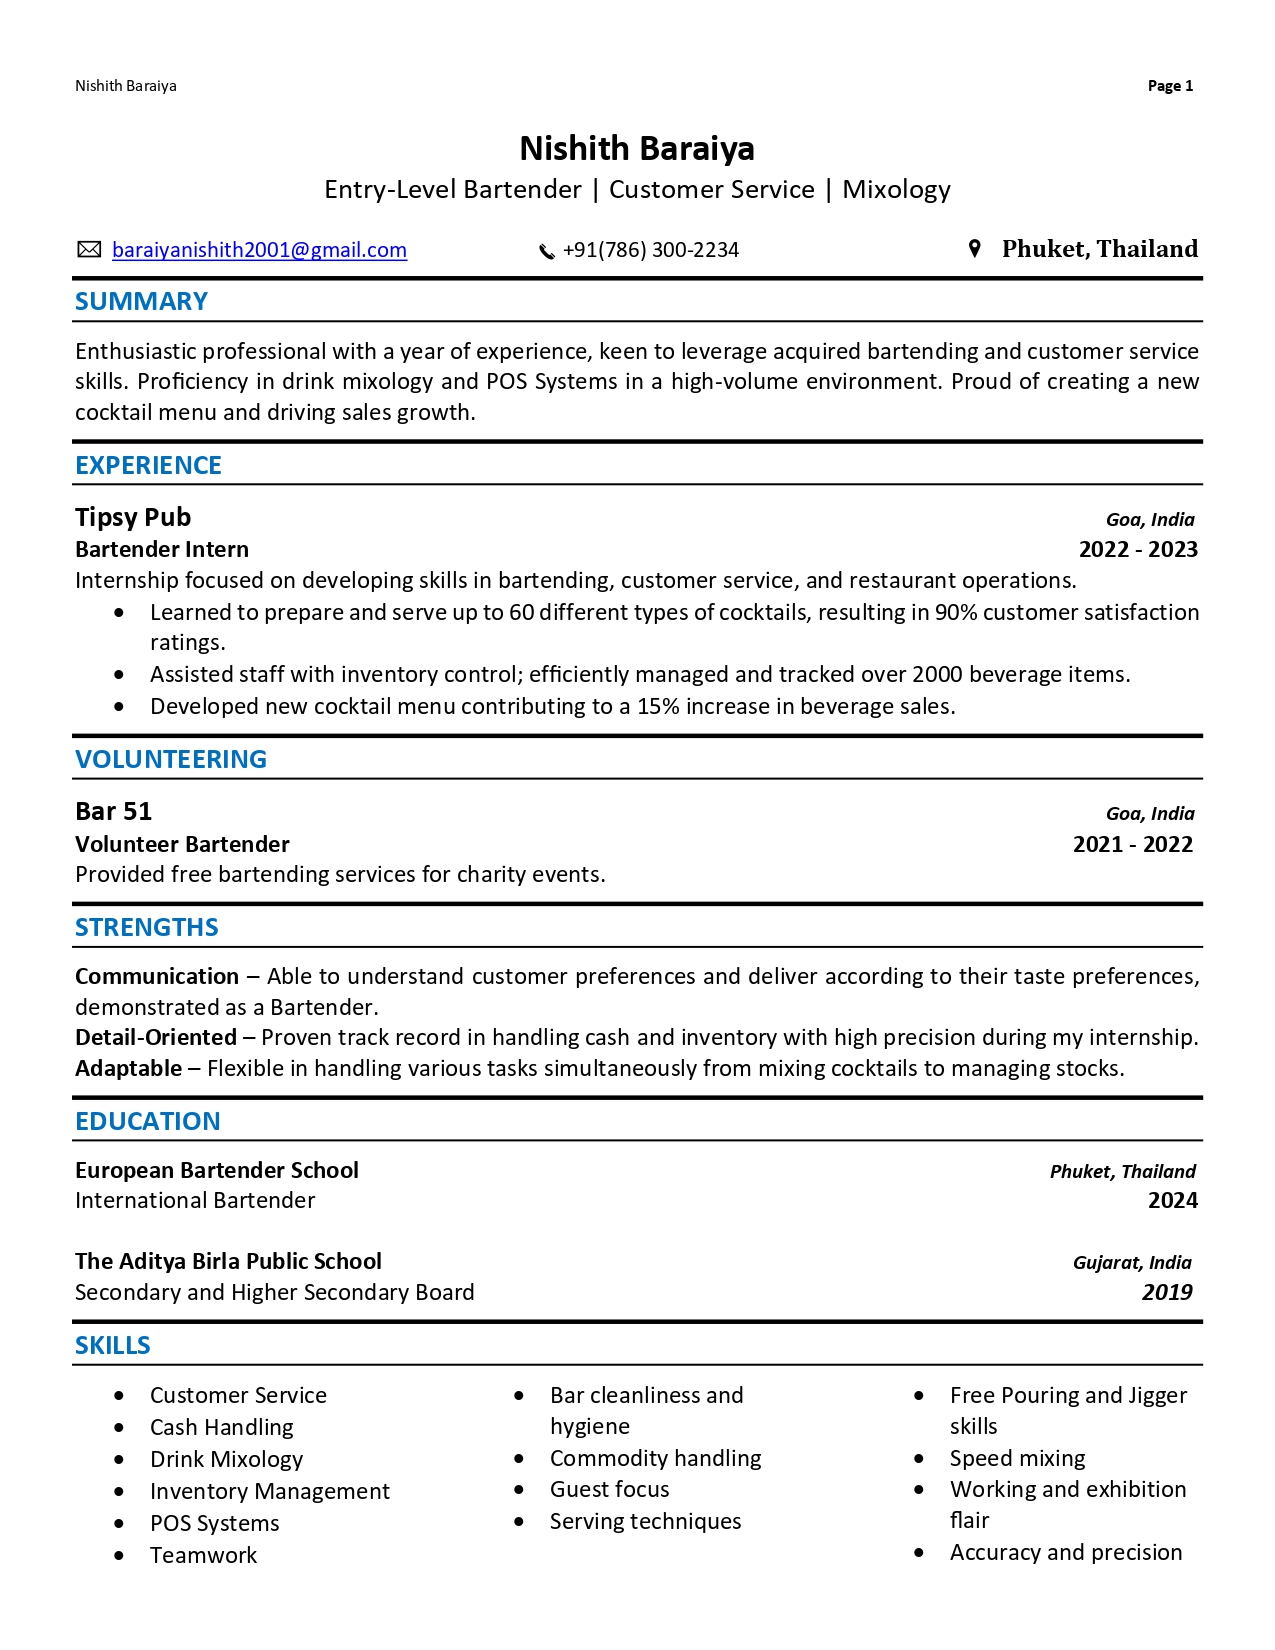 Nishith Baraiya Page 1
Nishith Baraiya
Entry-Level Bartender | Customer Service | Mixology
baraiyanishith2001@gmail.com +91(786) 300-2234 Phuket, Thailand
SUMMARY
Enthusiastic professional with a year of experience, keen to leverage acquired bartending and customer service
skills. Proficiency in drink mixology and POS Systems in a high-volume environment. Proud of creating a new
cocktail menu and driving sales growth.
EXPERIENCE
Tipsy Pub Goa, India
Bartender Intern 2022 - 2023
Internship focused on developing skills in bartending, customer service, and restaurant operations.
• Learned to prepare and serve up to 60 different types of cocktails, resulting in 90% customer satisfaction
ratings.
• Assisted staff with inventory control; efficiently managed and tracked over 2000 beverage items.
• Developed new cocktail menu contributing to a 15% increase in beverage sales.
VOLUNTEERING
Bar 51 Goa, India
Volunteer Bartender 2021 - 2022
Provided free bartending services for charity events.
STRENGTHS
Communication – Able to understand customer preferences and deliver according to their taste preferences,
demonstrated as a Bartender.
Detail-Oriented – Proven track record in handling cash and inventory with high precision during my internship.
Adaptable – Flexible in handling various tasks simultaneously from mixing cocktails to managing stocks.
EDUCATION
European Bartender School Phuket, Thailand
International Bartender 2024
The Aditya Birla Public School Gujarat, India
Secondary and Higher Secondary Board 2019
SKILLS
• Customer Service
• Cash Handling
• Drink Mixology
• Inventory Management
• POS Systems
• Teamwork
• Bar cleanliness and
hygiene
• Commodity handling
• Guest focus
• Serving techniques
• Free Pouring and Jigger
skills
• Speed mixing
• Working and exhibition
flair
• Accuracy and precision